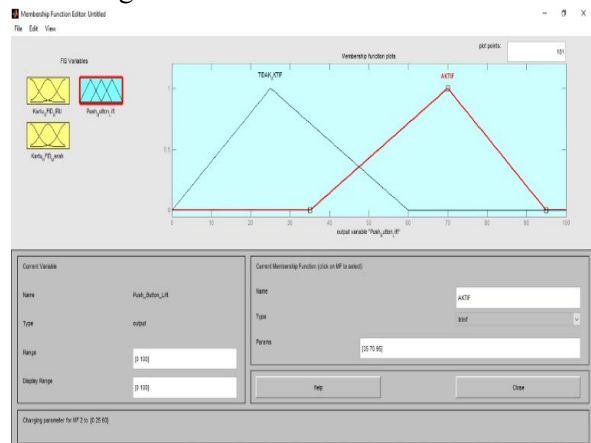 Membership Function Editor: Untitled
File Edit View
FIS Variables
Membership function plots
plot points:
181
TIDAK_AKTIF
AKTIF
1
0.5
0
0 10 20 30 40 50 60 70 80 90 100
output variable "Push_Button_Lift"
Push_Button_Lift
Current Variable
Name
Push_Button_Lift
Type
output
Range
[0 100]
Display Range
[0 100]
Current Membership Function (click on MF to select)
Name
AKTIF
Type
trimf
Params
[35 70 95]
Help
Close
Changing parameter for MF 2 to [0 25 60]